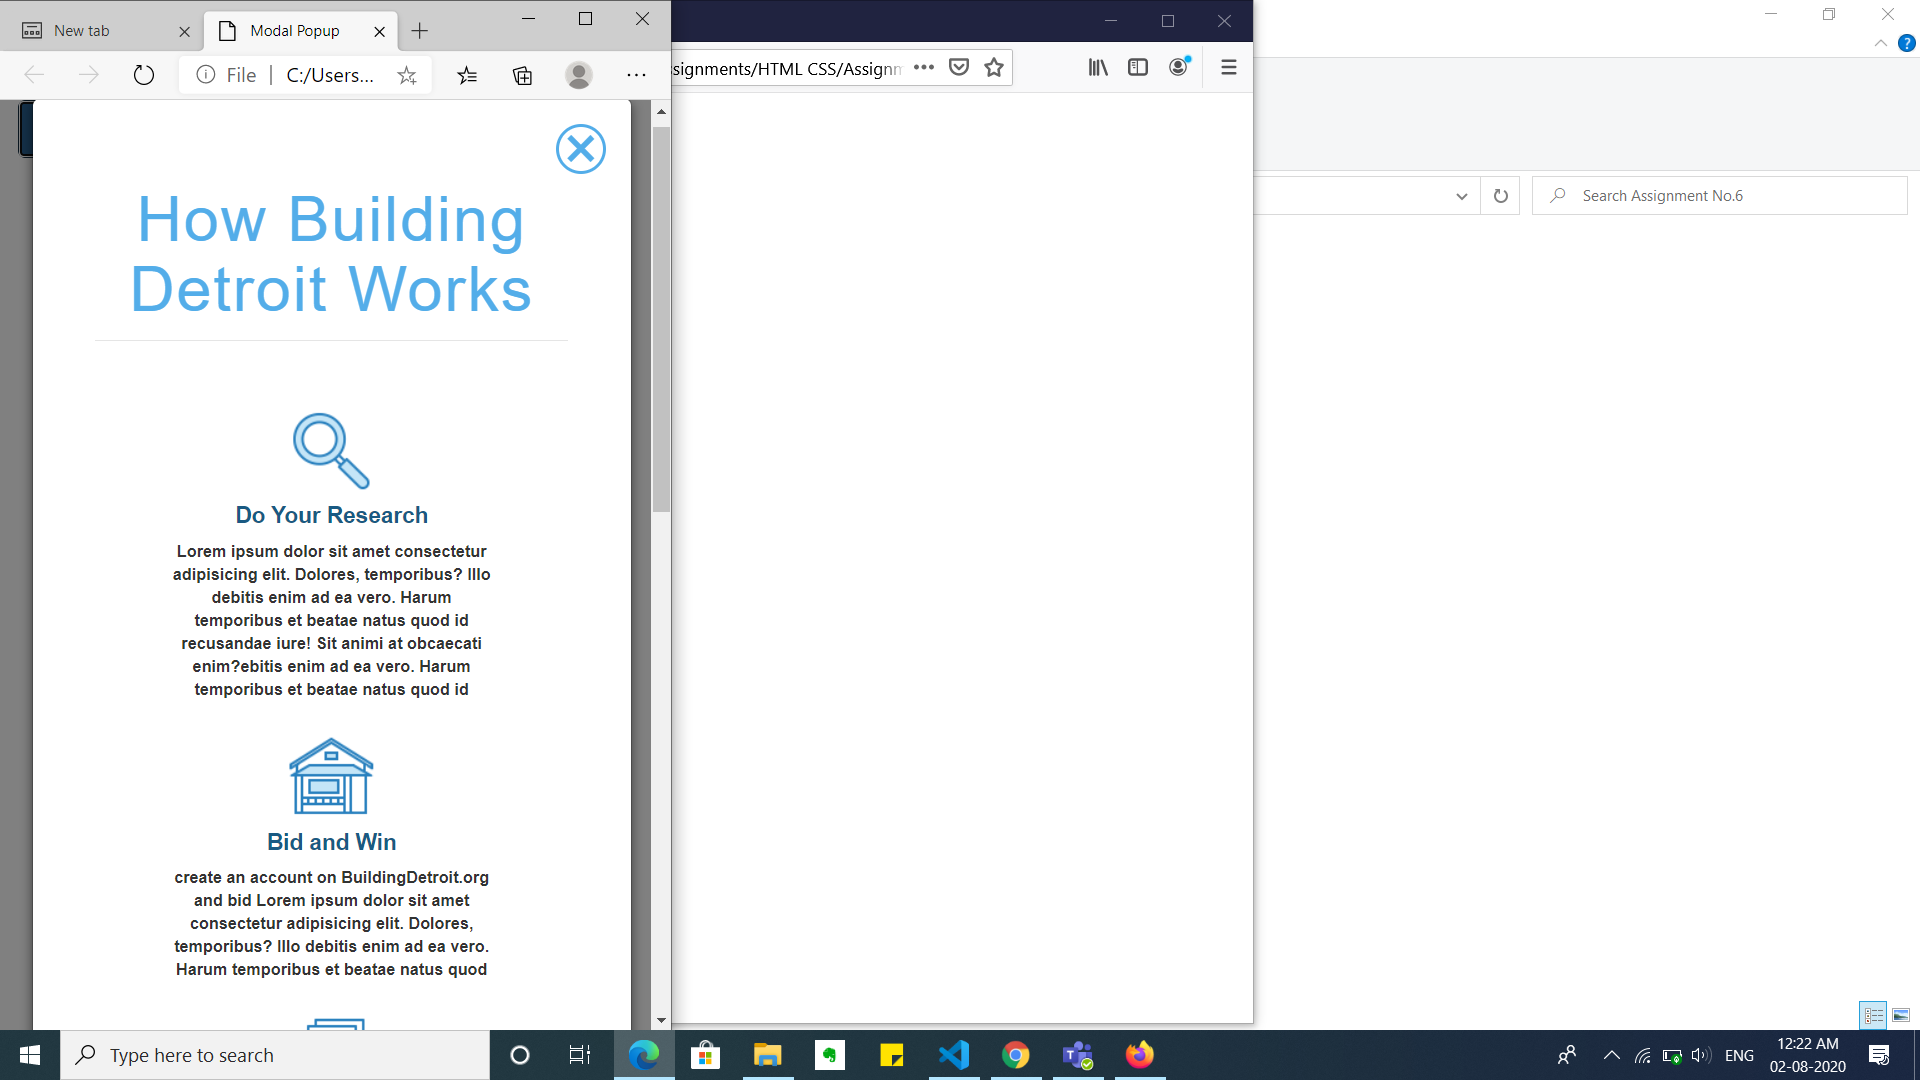 New tab
Modal Popup
File
C:/Users...
ssignments/HTML CSS/Assignm
Search Assignment No.6
How Building
Detroit Works
Do Your Research
Lorem ipsum dolor sit amet consectetur
adipisicing elit. Dolores, temporibus? Illo
debitis enim ad ea vero. Harum
temporibus et beatae natus quod id
recusandae iure! Sit animi at obcaecati
enim?ebitis enim ad ea vero. Harum
temporibus et beatae natus quod id
Bid and Win
create an account on BuildingDetroit.org
and bid Lorem ipsum dolor sit amet
consectetur adipisicing elit. Dolores,
temporibus? Illo debitis enim ad ea vero.
Harum temporibus et beatae natus quod
Type here to search
ENG
12:22 AM
02-08-2020